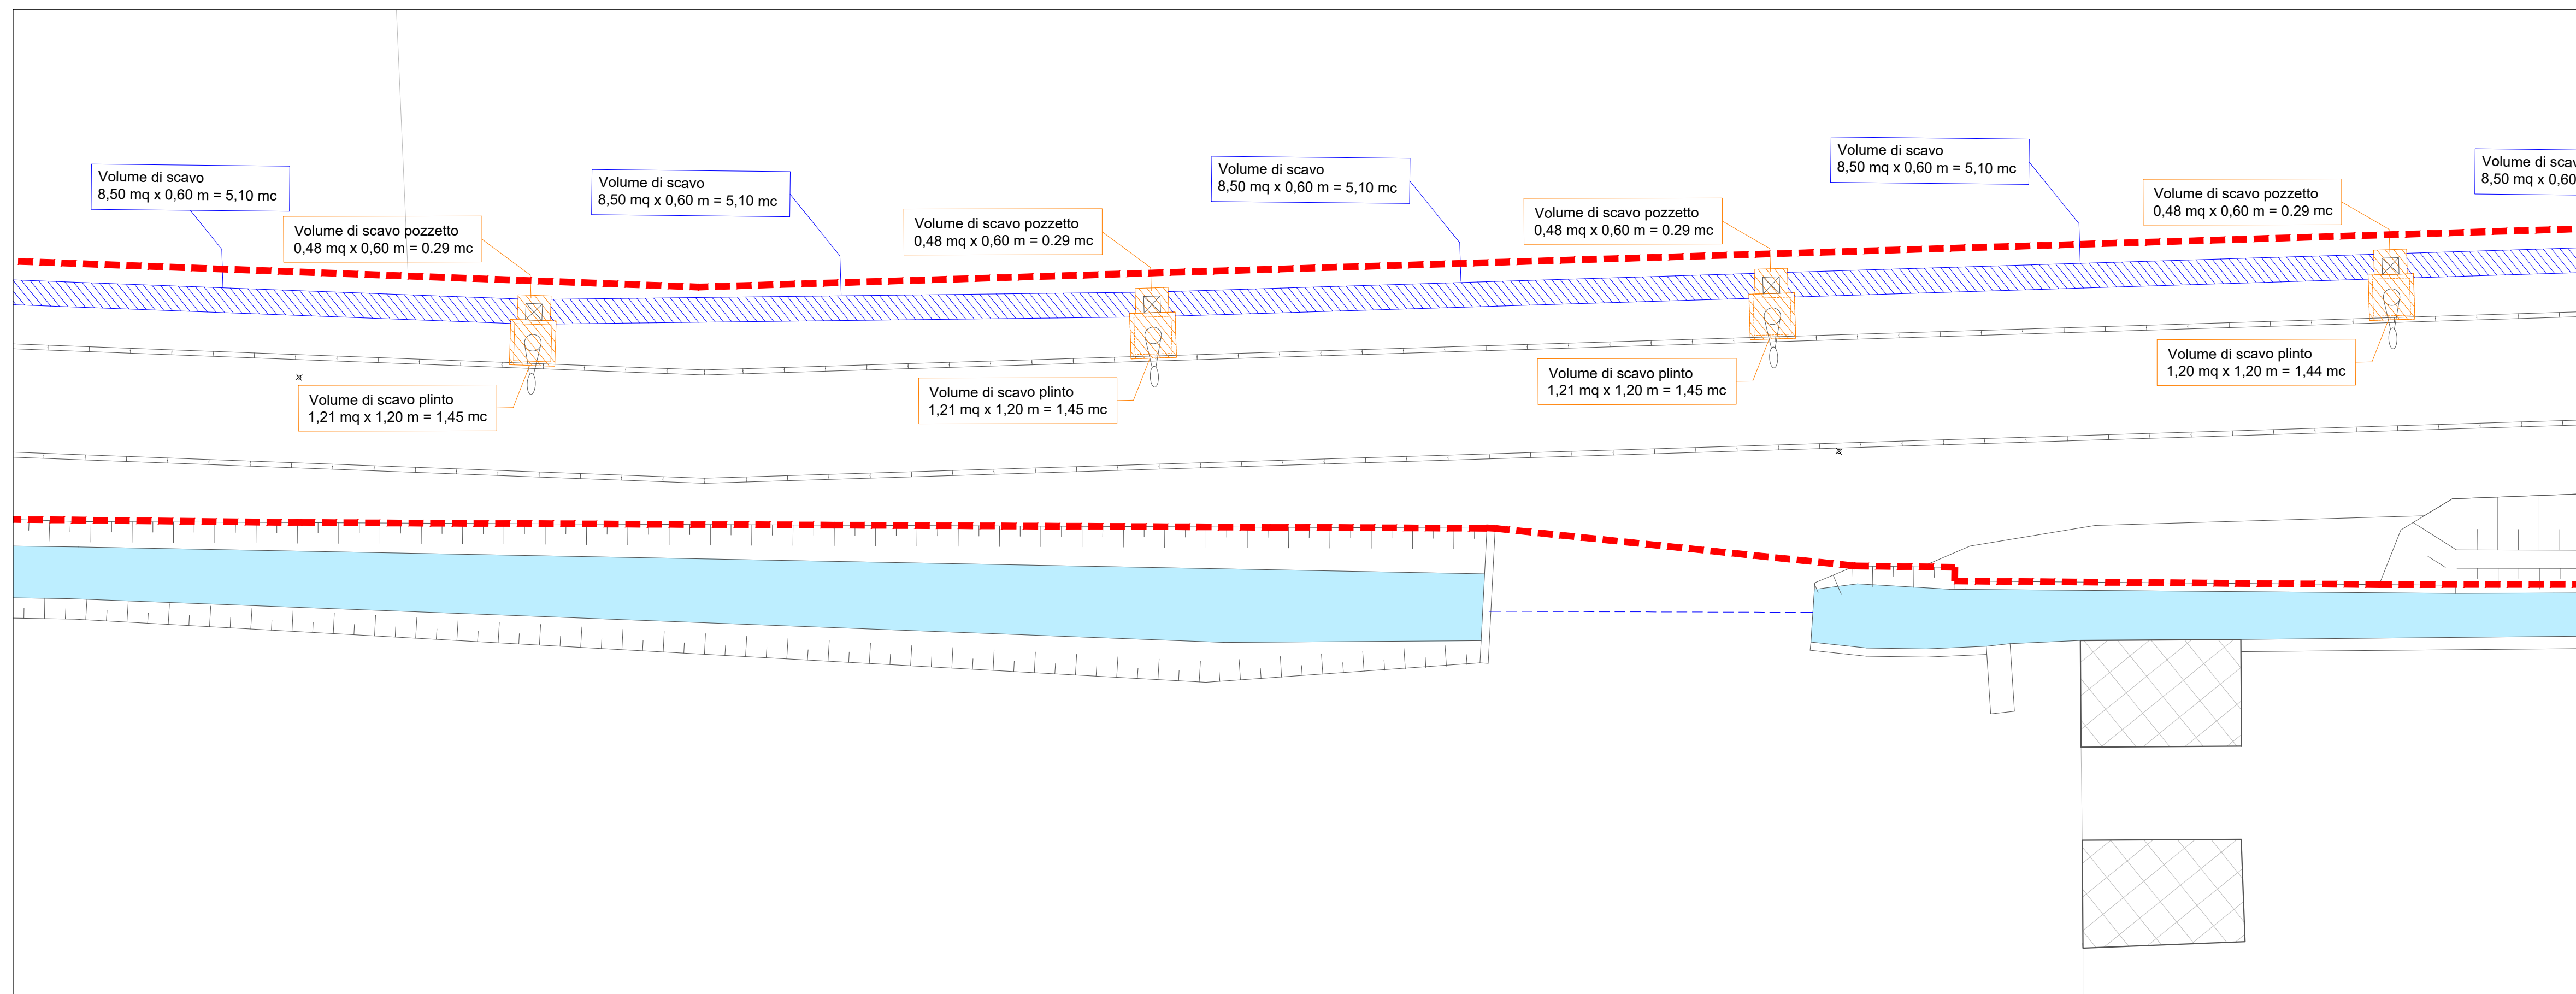 Volume di scavo
8,50 mq x 0,60 m = 5,10 mc
Volume di scavo pozzetto
0,48 mq x 0,60 m = 0.29 mc
Volume di scavo plinto
1,21 mq x 1,20 m = 1,45 mc
Volume di scavo
8,50 mq x 0,60 m = 5,10 mc
Volume di scavo pozzetto
0,48 mq x 0,60 m = 0.29 mc
Volume di scavo plinto
1,21 mq x 1,20 m = 1,45 mc
Volume di scavo
8,50 mq x 0,60 m = 5,10 mc
Volume di scavo pozzetto
0,48 mq x 0,60 m = 0.29 mc
Volume di scavo plinto
1,21 mq x 1,20 m = 1,45 mc
Volume di scavo
8,50 mq x 0,60 m = 5,10 mc
Volume di scavo pozzetto
0,48 mq x 0,60 m = 0.29 mc
Volume di scavo plinto
1,20 mq x 1,20 m = 1,44 mc
Volume di
8,50 mq x 0,60